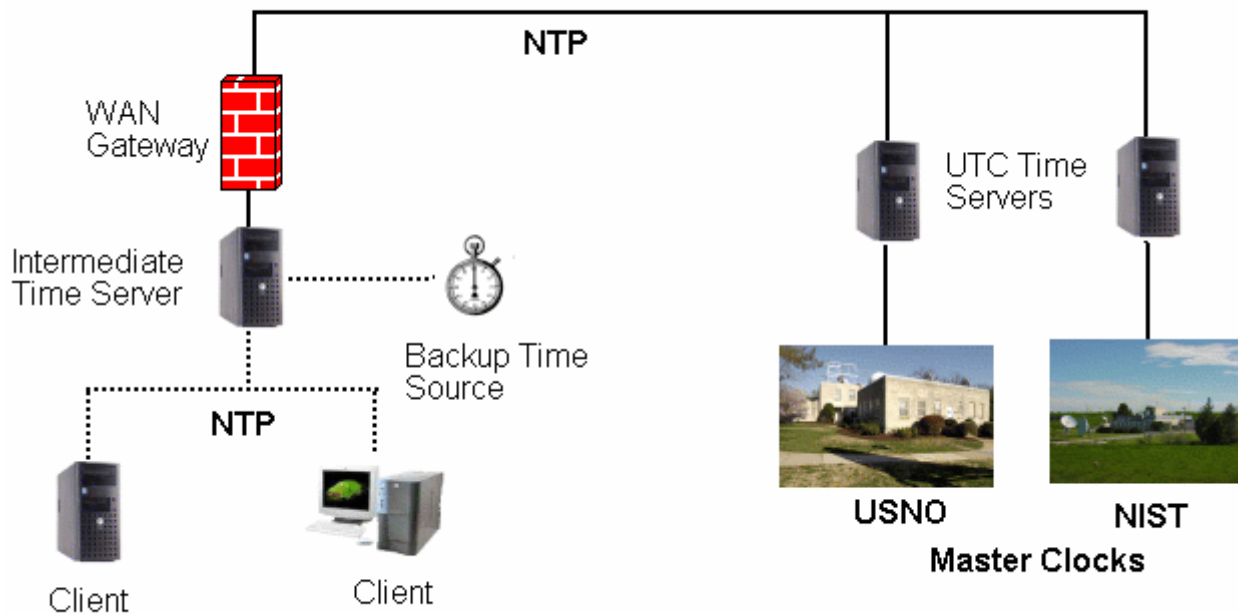 NTP
WAN
Gateway
UTC Time
Servers
Intermediate
Time Server
Backup Time
Source
NTP
USNO
NIST
Master Clocks
Client
Client